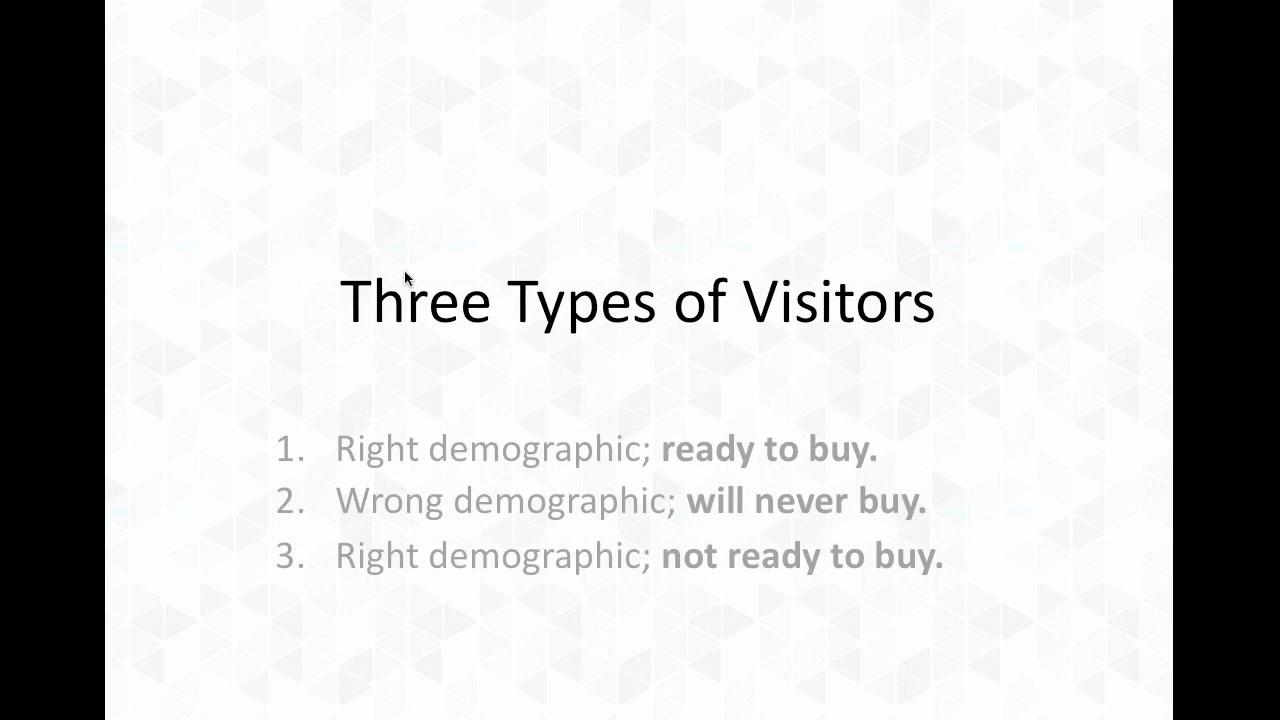 Three Types of Visitors
1. Right demographic; ready to buy.
2. Wrong demographic; will never buy.
3. Right demographic; not ready to buy.